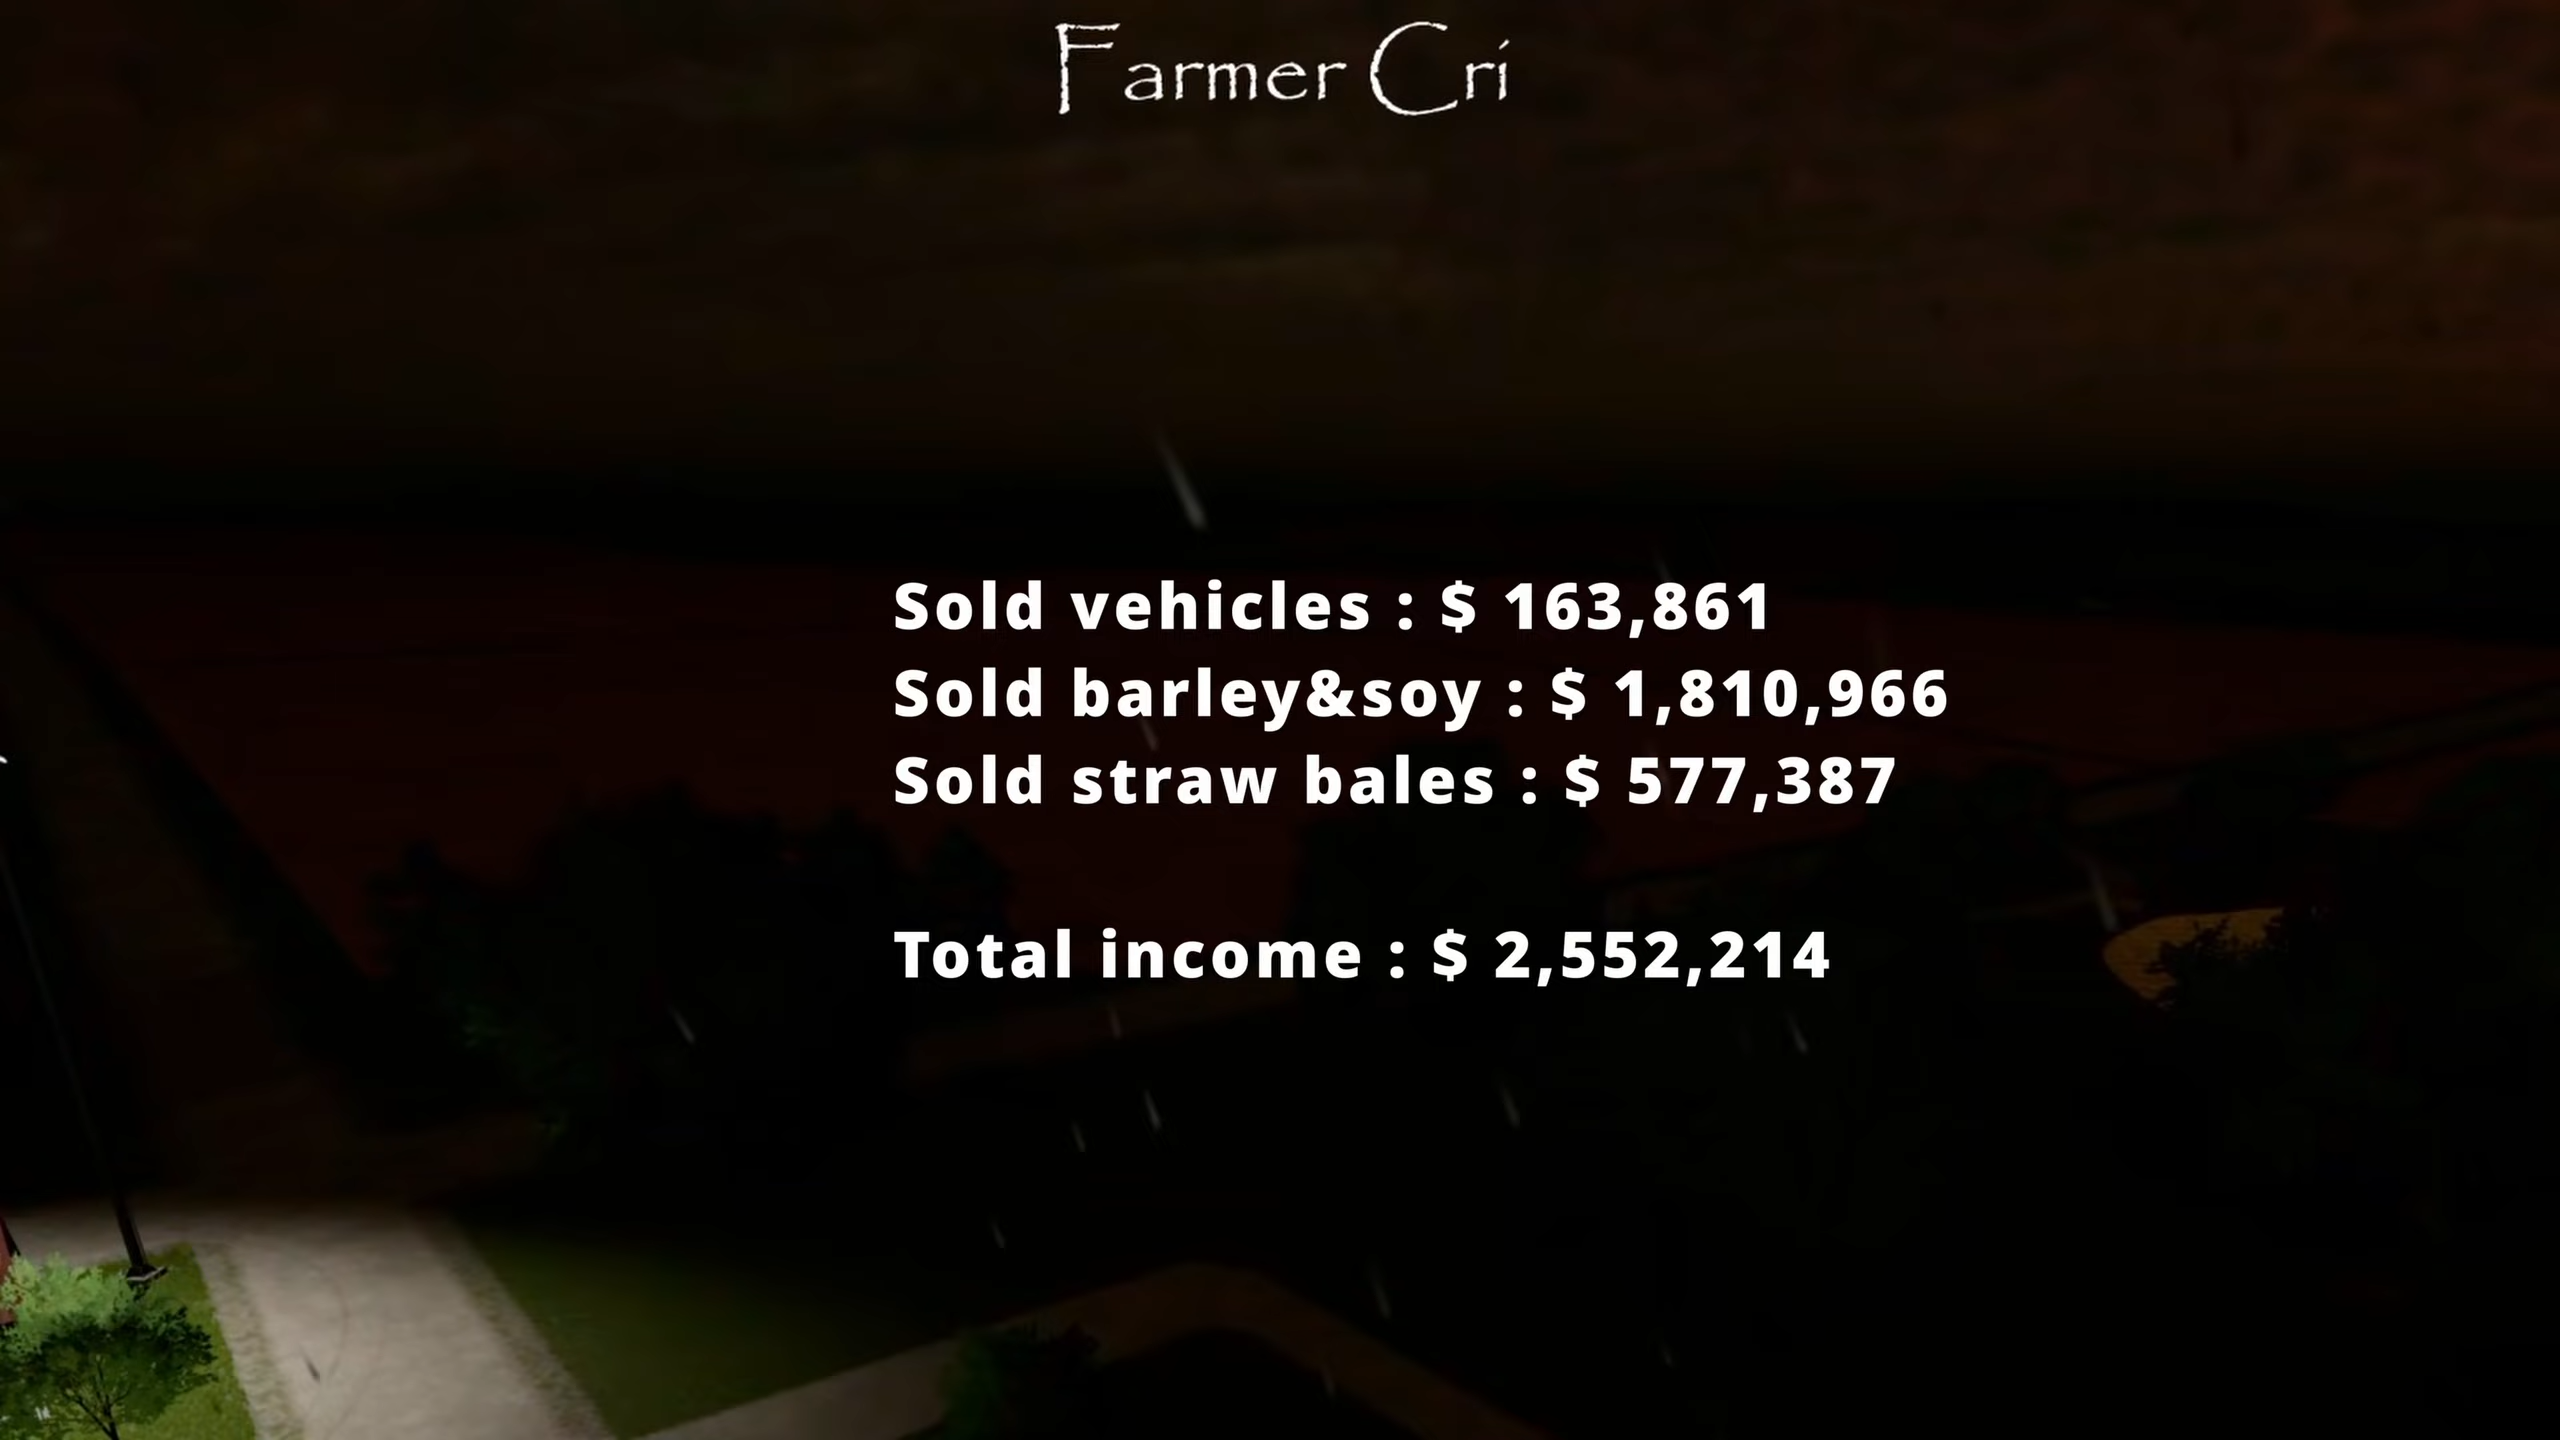 Farmer Cri
Sold vehicles : $ 163,861
Sold barley&soy : $ 1,810,966
Sold straw bales : $ 577,387
Total income : $ 2,552,214